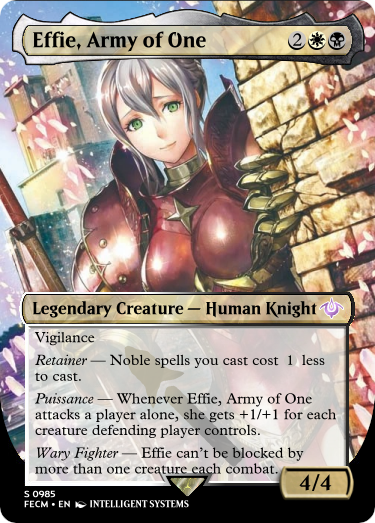 Effie, Army of One 2
Legendary Creature — Human Knight
Vigilance
Retainer — Noble spells you cast cost 1 less
to cast.
Puissance — Whenever Effie, Army of One
attacks a player alone, she gets +1/+1 for each
creature defending player controls.
Wary Fighter — Effie can't be blocked by
more than one creature each combat.
4/4
S 0985
FECM • EN INTELLIGENT SYSTEMS